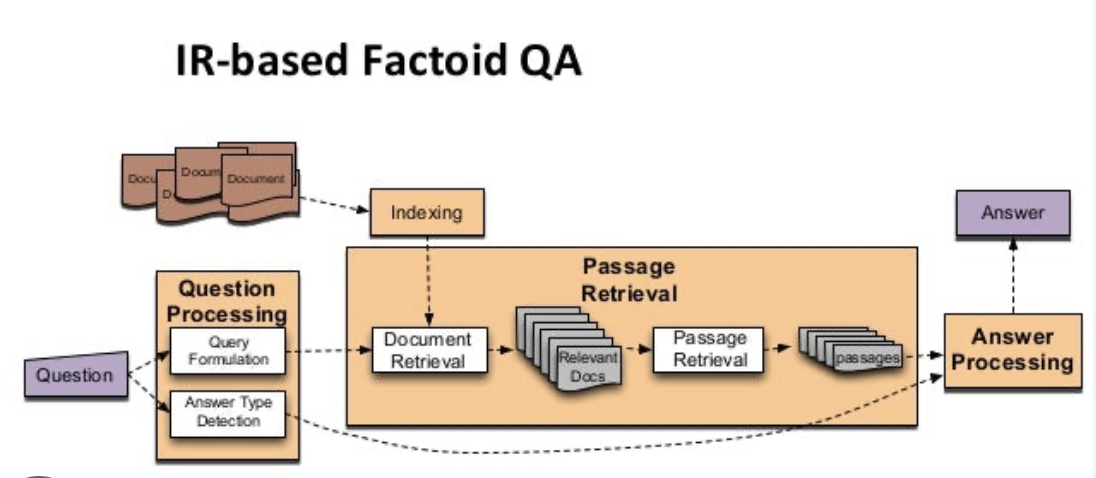 IR-based Factoid QA
Docu
D
Docum
Document
Indexing
Answer
Question
Processing
Query
Formulation
Answer Type
Detection
Question
Passage
Retrieval
Document
Retrieval
Relevant
Docs
Passage
Retrieval
passages
Answer
Processing